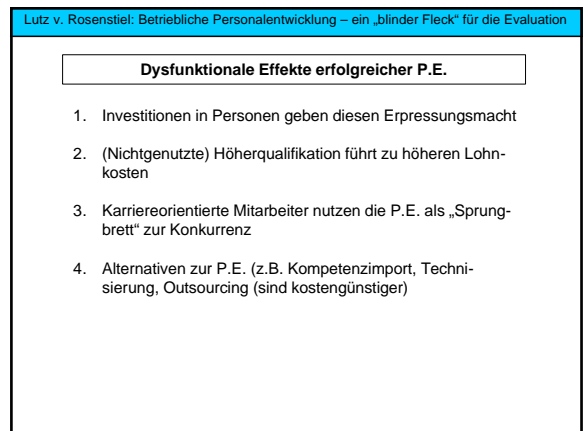 Lutz v. Rosenstiel: Betriebliche Personalentwicklung – ein „blinder Fleck“ für die Evaluation
Dysfunktionale Effekte erfolgreicher P.E.
1. Investitionen in Personen geben diesen Erpressungsmacht
2. (Nichtgenutzte) Höherqualifikation führt zu höheren Lohn-
kosten
3. Karriereorientierte Mitarbeiter nutzen die P.E. als „Sprung-
brett“ zur Konkurrenz
4. Alternativen zur P.E. (z.B. Kompetenzimport, Techni-
sierung, Outsourcing (sind kostengünstiger)